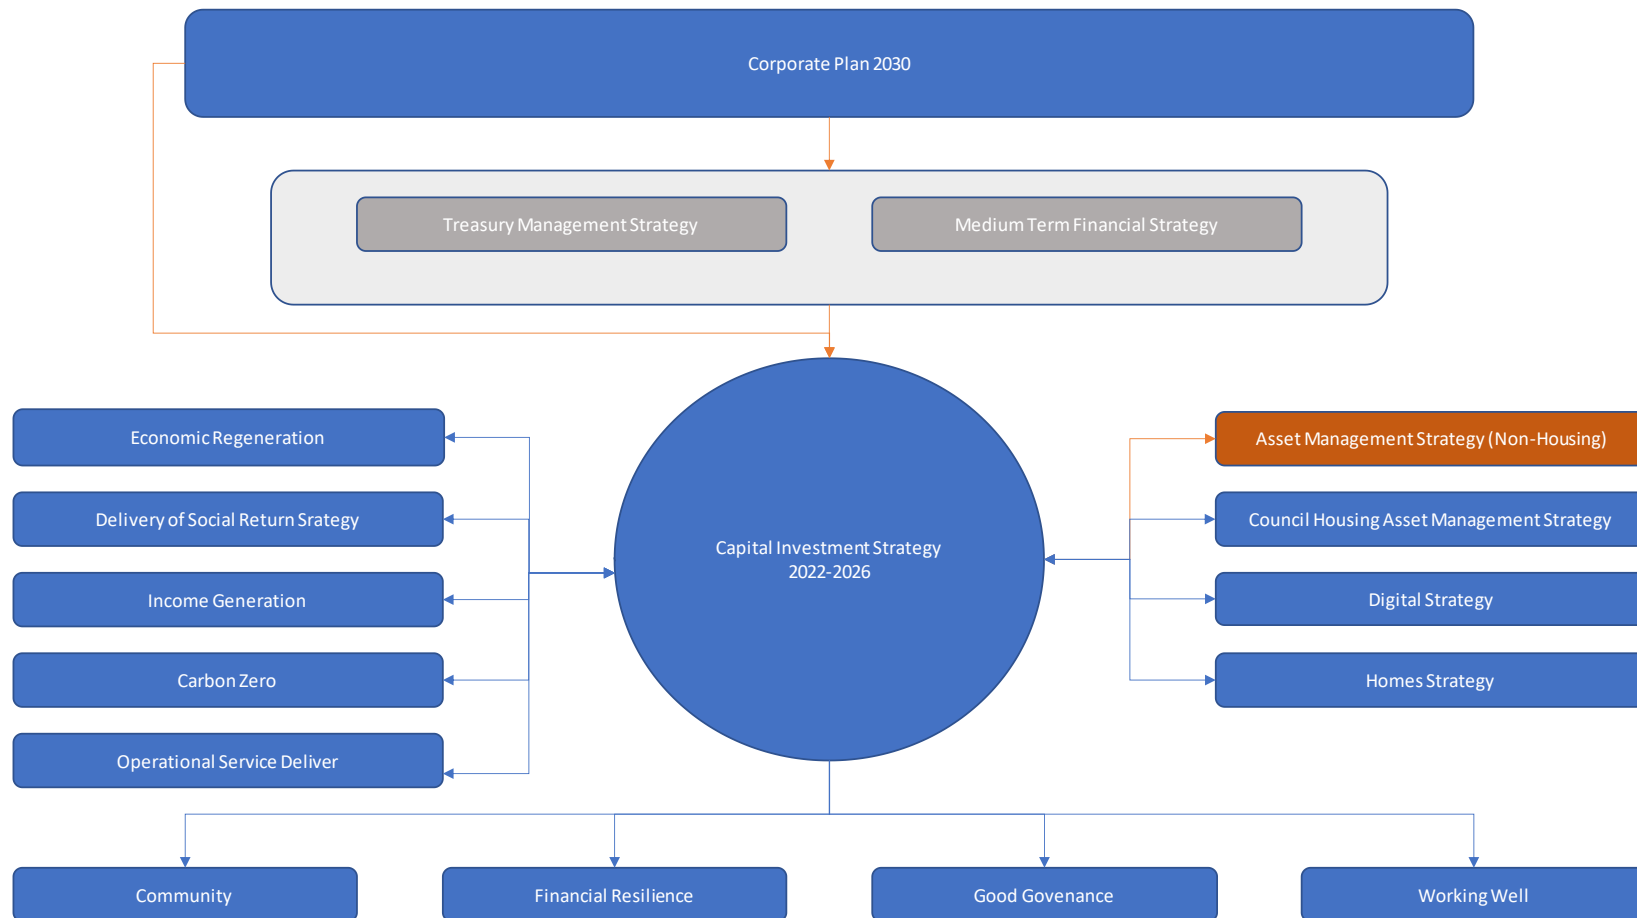 Corporate Plan 2030
Treasury Management Strategy
Medium Term Financial Strategy
Economic Regeneration
Delivery of Social Return Srategy
Income Generation
Carbon Zero
Operational Service Deliver
Capital Investment Strategy
2022-2026
Asset Management Strategy (Non-Housing)
Council Housing Asset Management Strategy
Digital Strategy
Homes Strategy
Community
Financial Resilience
Good Govenance
Working Well